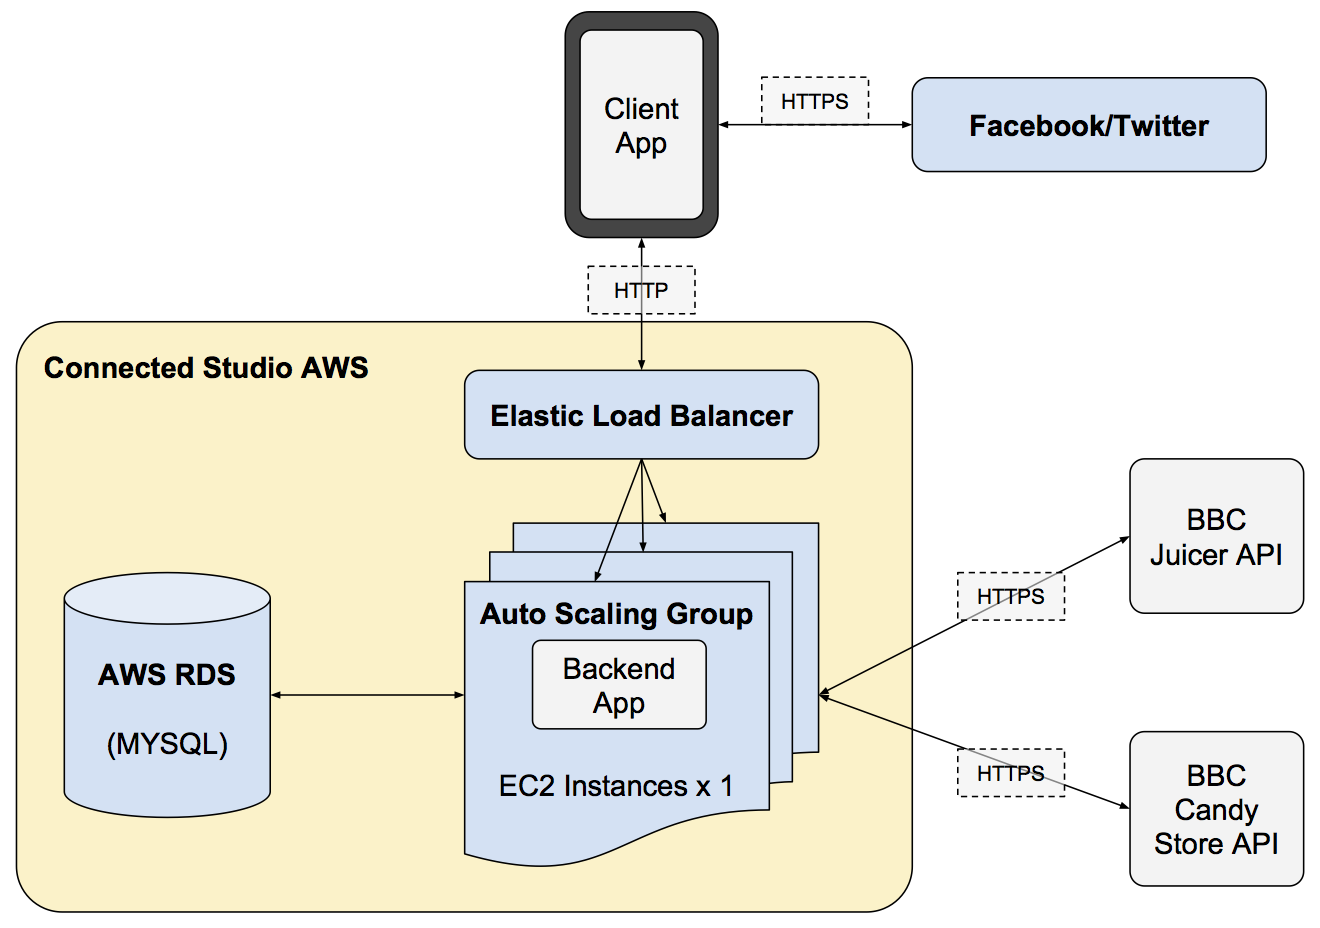 Client
App
HTTPS
Facebook/Twitter
HTTP
Connected Studio AWS
Elastic Load Balancer
BBC
Juicer API
HTTPS
Auto Scaling Group
Backend
App
EC2 Instances x 1
AWS RDS
(MYSQL)
HTTPS
BBC
Candy
Store API